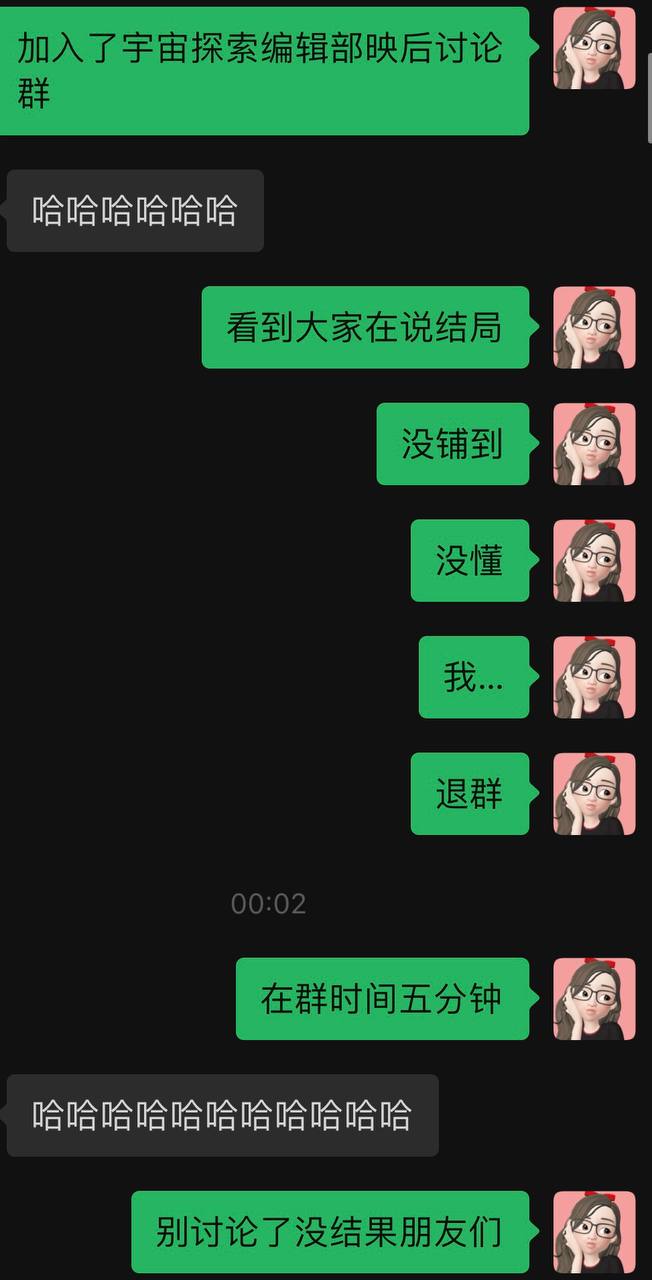 加入了宇宙探索编辑部映后讨论
群
哈哈哈哈哈哈
看到大家在说结局
没铺到
没懂
我...
退群
00:02
在群时间五分钟
哈哈哈哈哈哈哈哈哈哈哈
别讨论了没结果朋友们